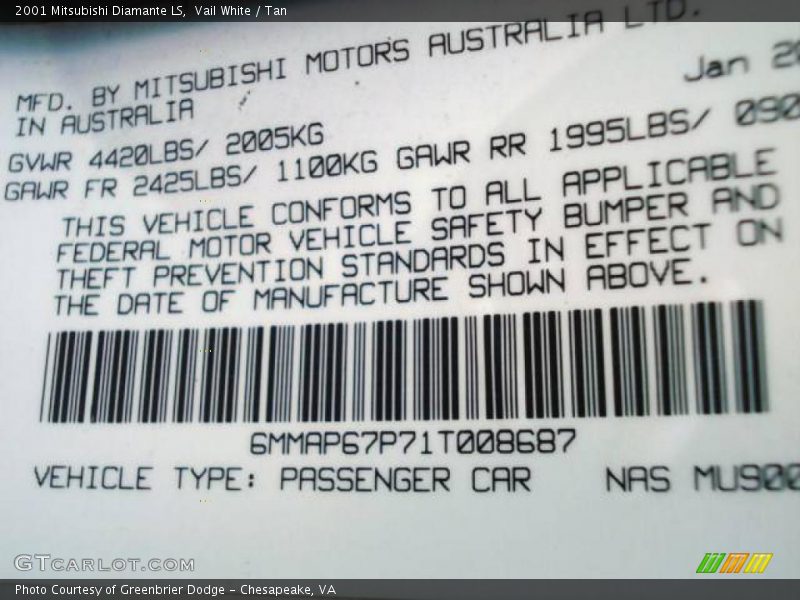 2001 Mitsubishi Diamante LS, Vail White / Tan
MFD. BY MITSUBISHI MOTORS AUSTRALIA LTD.
IN AUSTRALIA
Jan 20
GVWR 4420LBS/ 2005KG
GAWR FR 2425LBS/ 1100KG GAWR RR 1995LBS/ 090
THIS VEHICLE CONFORMS TO ALL APPLICABLE
FEDERAL MOTOR VEHICLE SAFETY BUMPER AND
THEFT PREVENTION STANDARDS IN EFFECT ON
THE DATE OF MANUFACTURE SHOWN ABOVE.
6MMAP67P71T008687
VEHICLE TYPE: PASSENGER CAR NAS MU900
GTCARLOT.COM
Photo Courtesy of Greenbrier Dodge - Chesapeake, VA